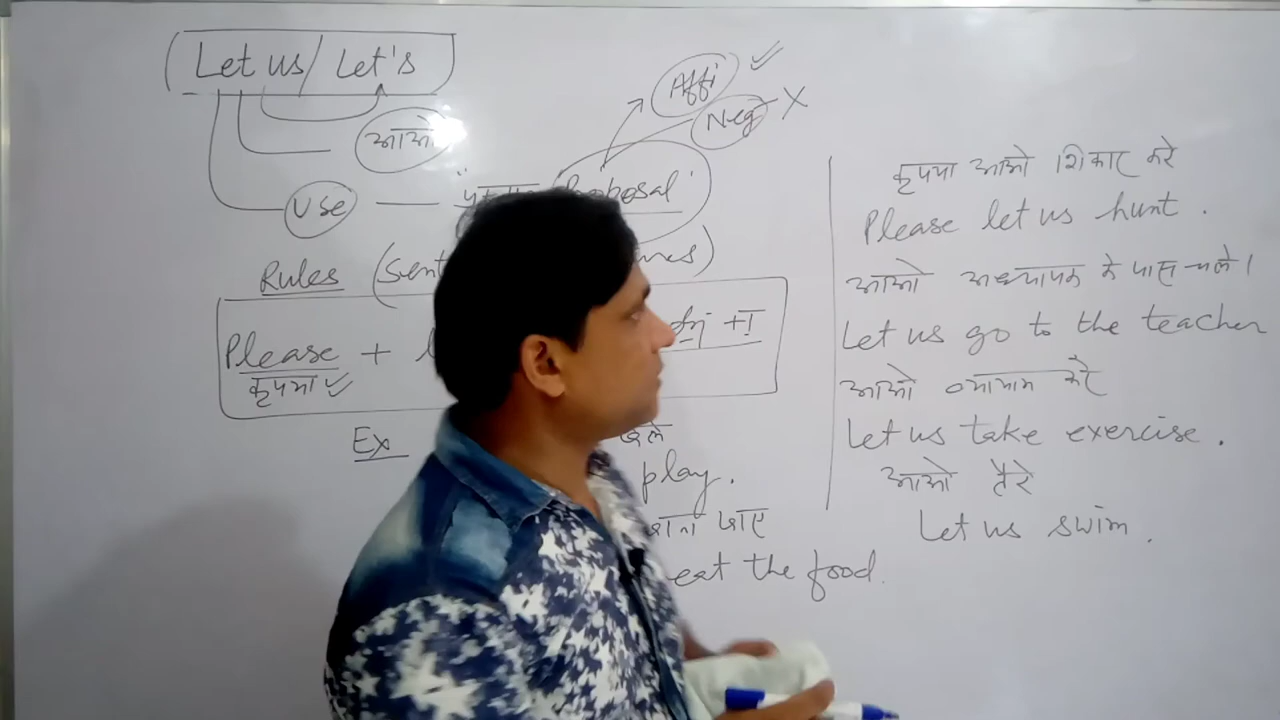 Let us/ Let's
आओ
Affi
Neg
Use
Proposal
Rules (Sent
Please +
कृपया
+I
Ex
play.
eat the food.
कृपया आओ शिकार करे
Please let us hunt.
आओ अध्यापक के पास चले।
Let us go to the teacher
आओ व्यायाम करे
Let us take exercise.
आओ तैरे
Let us swim.